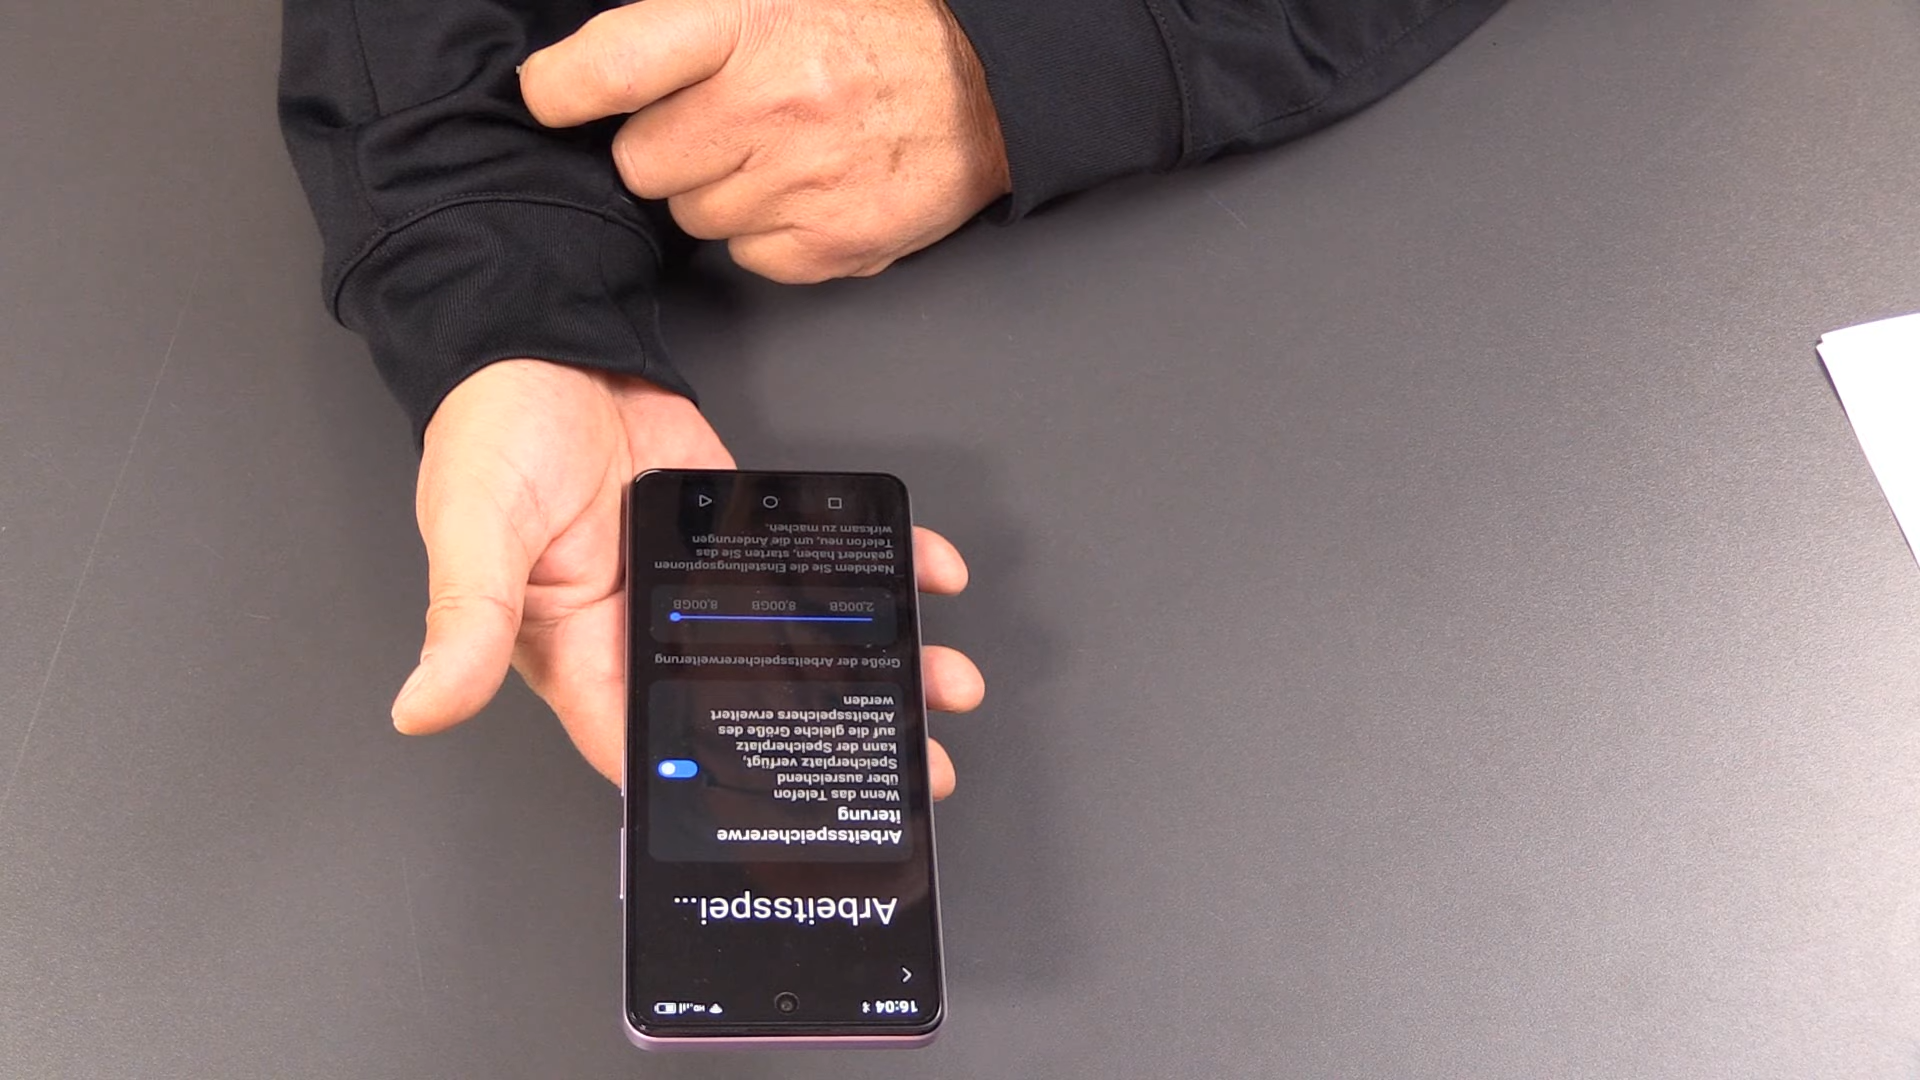 16:04
HD
Arbeitsspei...
Arbeitsspeichererwe
iterung
Wenn das Telefon
über ausreichend
Speicherplatz verfügt,
kann der Speicherplatz
auf die gleiche Größe des
Arbeitsspeichers erweitert
werden
Größe der Arbeitsspeichererweiterung
2,00GB 8,00GB 8,00GB
Nachdem Sie die Einstellungsoptionen
geändert haben, starten Sie das
Telefon neu, um die Änderungen
wirksam zu machen.